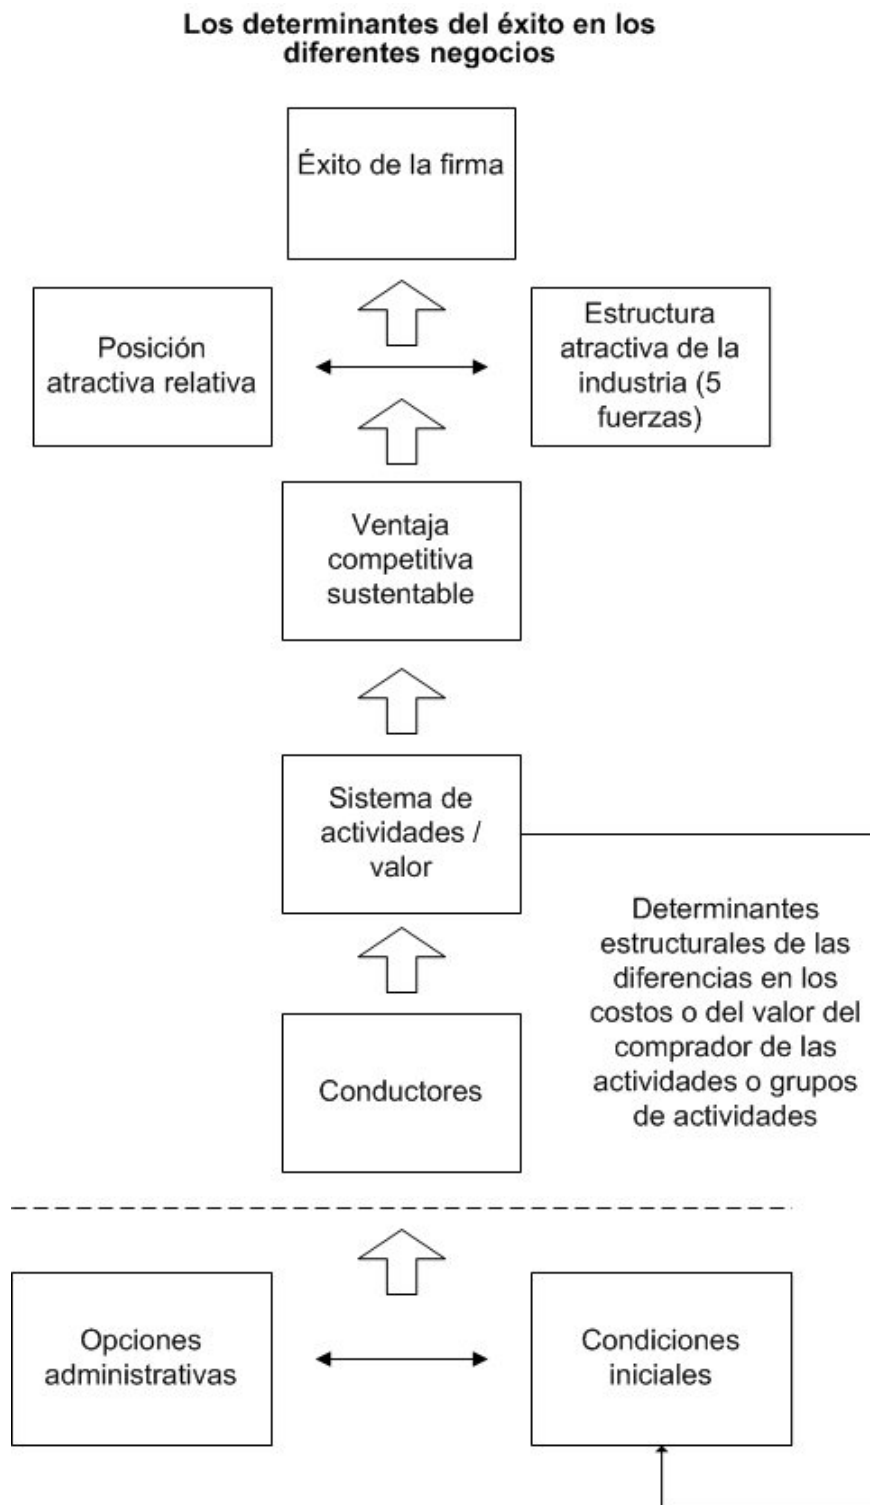 Los determinantes del éxito en los
diferentes negocios
Éxito de la firma
Posición
atractiva relativa
Estructura
atractiva de la
industria (5
fuerzas)
Ventaja
competitiva
sustentable
Sistema de
actividades /
valor
Determinantes
estructurales de las
diferencias en los
costos o del valor del
comprador de las
actividades o grupos
de actividades
Conductores
Opciones
administrativas
Condiciones
iniciales